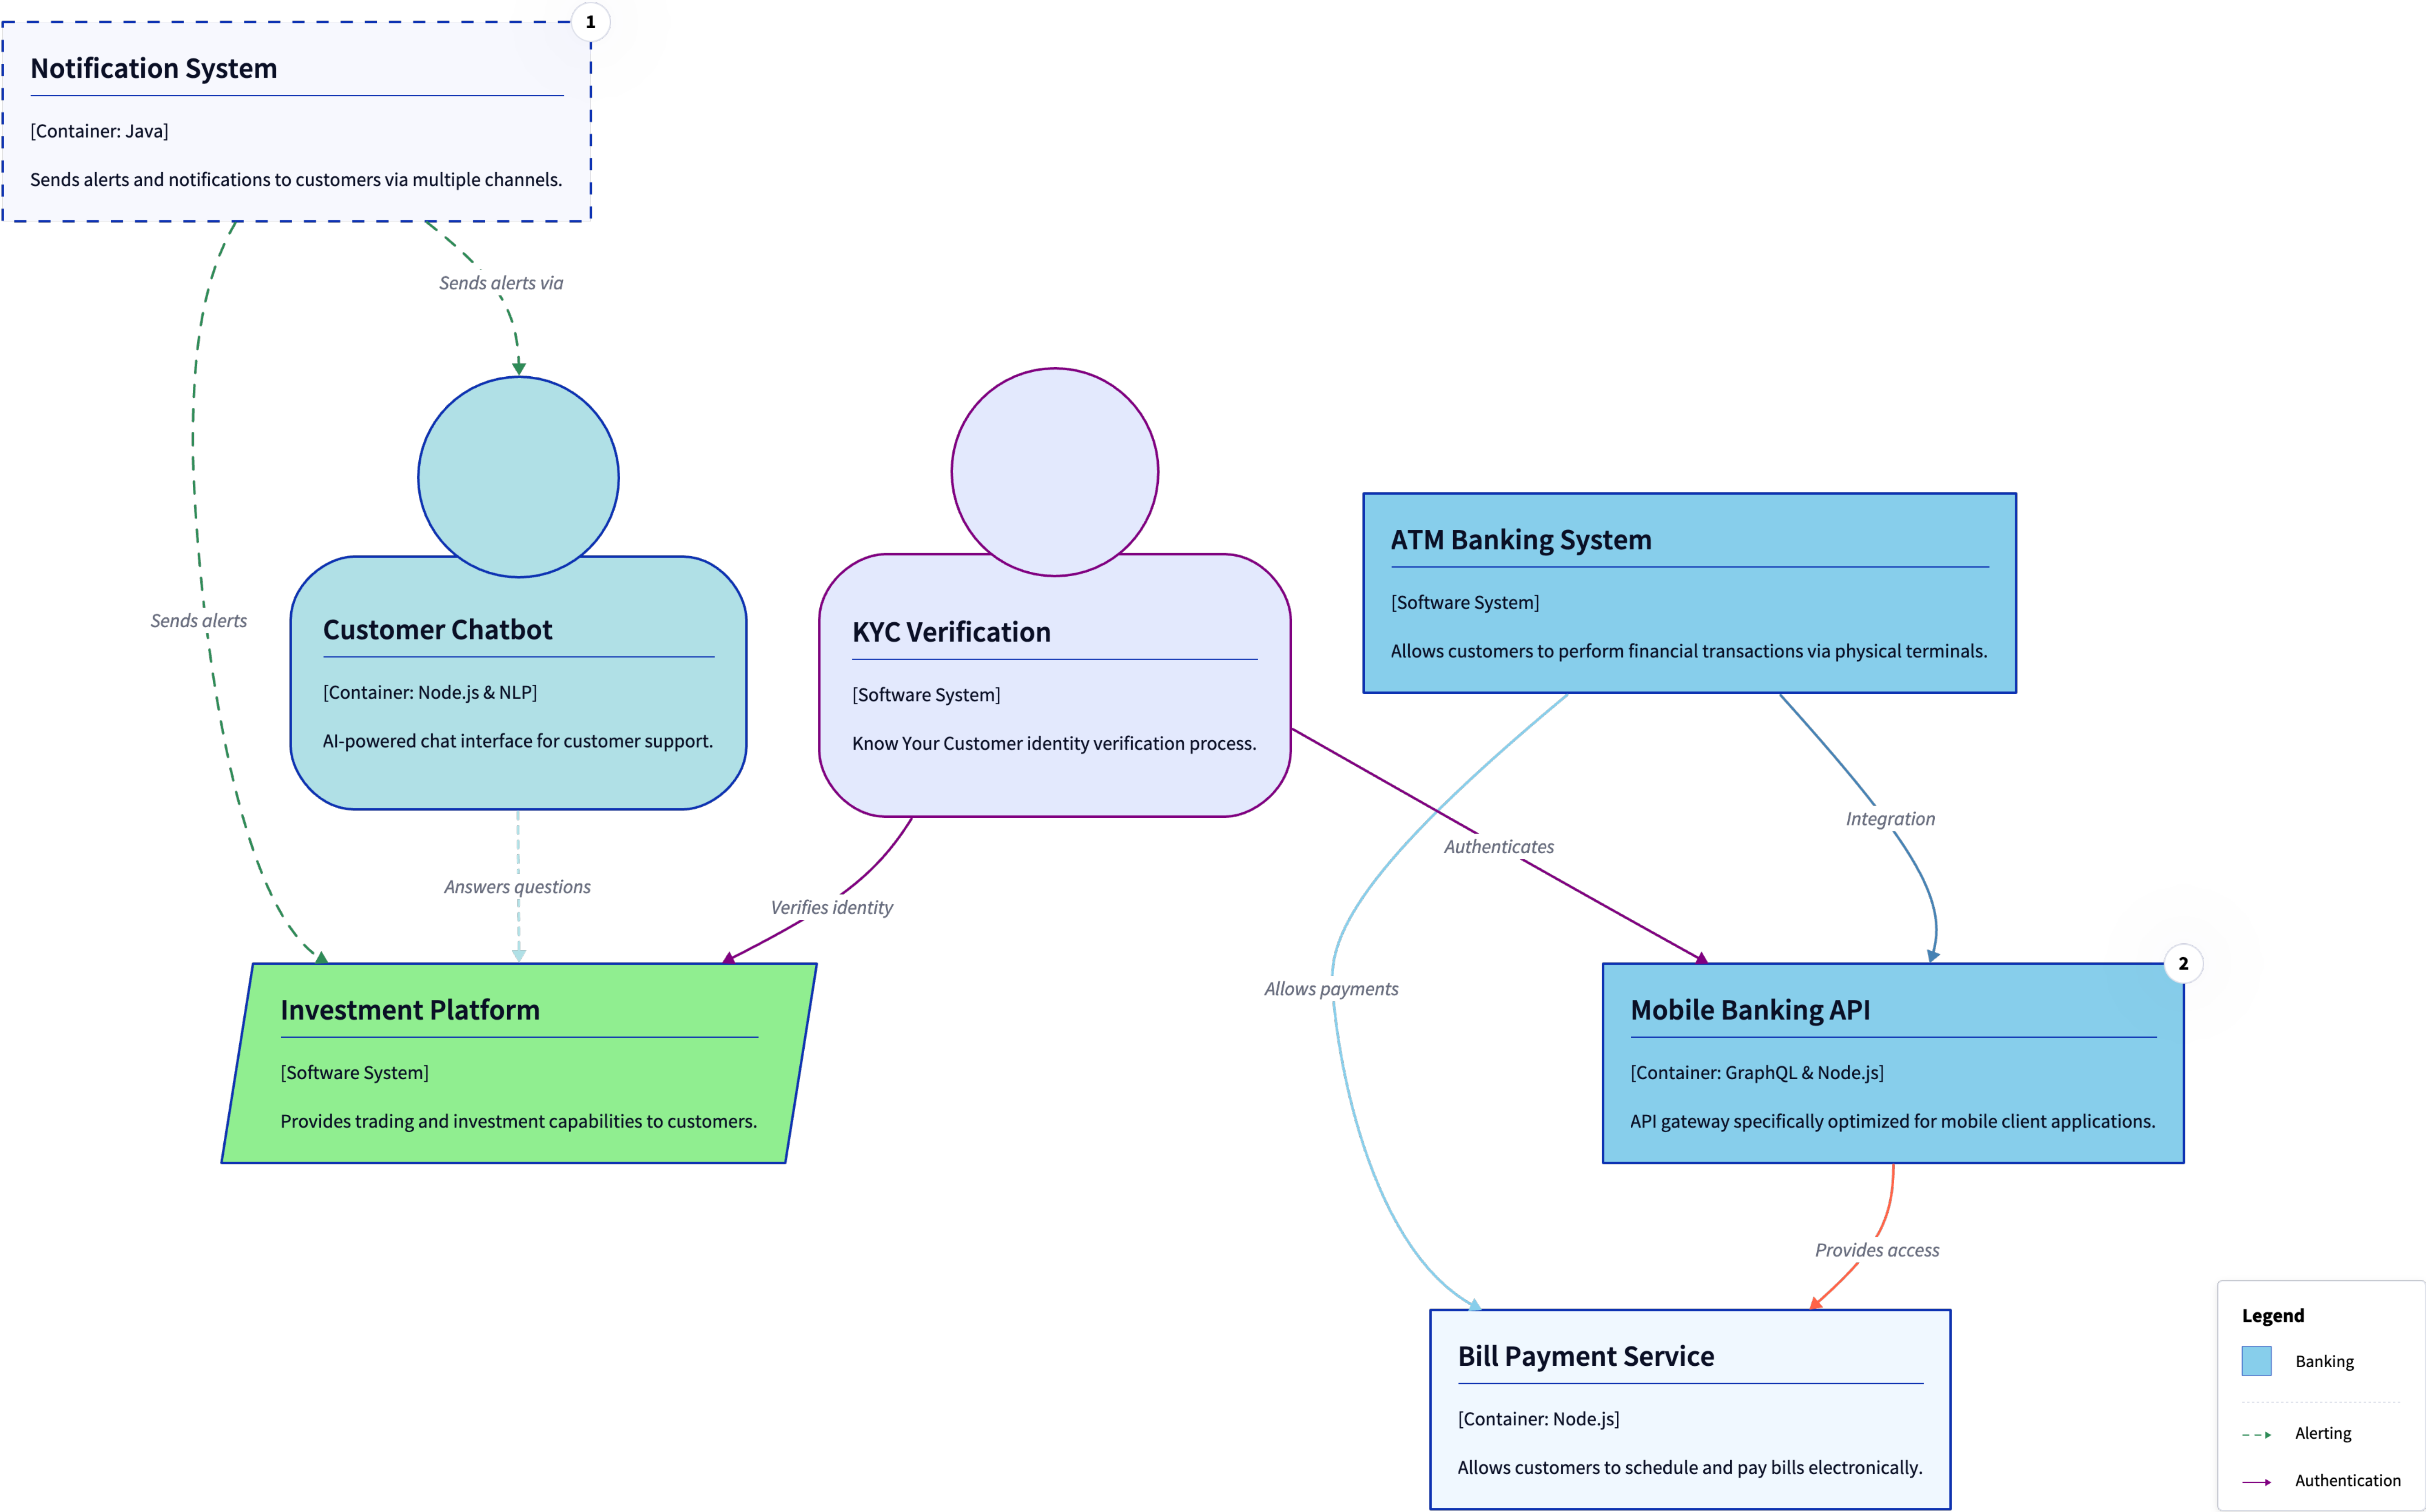 1
Notification System
[Container: Java]
Sends alerts and notifications to customers via multiple channels.
Sends alerts via
Sends alerts
Customer Chatbot
[Container: Node.js & NLP]
AI-powered chat interface for customer support.
KYC Verification
[Software System]
Know Your Customer identity verification process.
ATM Banking System
[Software System]
Allows customers to perform financial transactions via physical terminals.
Answers questions
Verifies identity
Authenticates
Integration
Allows payments
Investment Platform
[Software System]
Provides trading and investment capabilities to customers.
2
Mobile Banking API
[Container: GraphQL & Node.js]
API gateway specifically optimized for mobile client applications.
Provides access
Bill Payment Service
[Container: Node.js]
Allows customers to schedule and pay bills electronically.
Legend
Banking
Alerting
Authentication